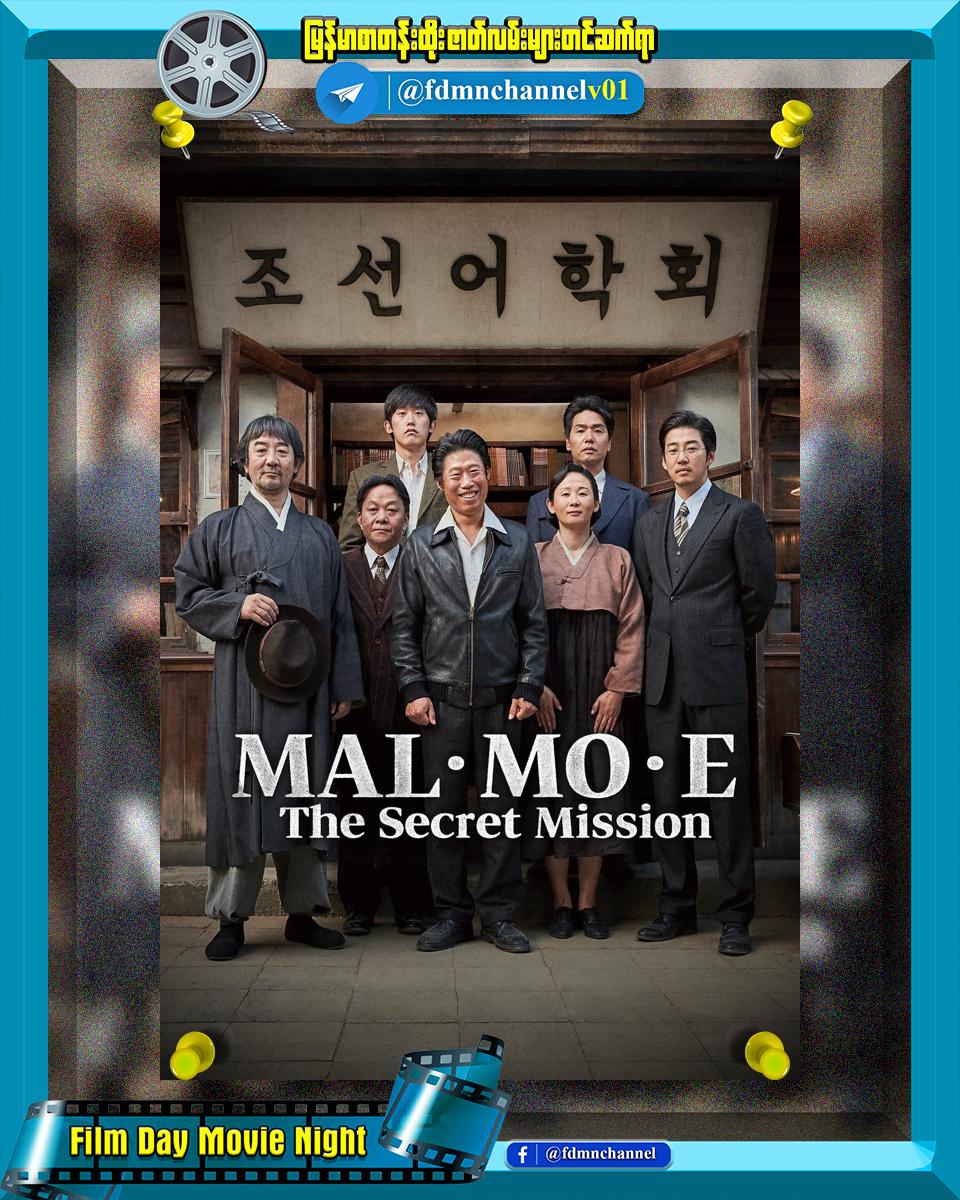 မြန်မာစာတန်းထိုးဇာတ်လမ်းများတင်ဆက်ရာ
@fdmnchannelv01
조선어학회
MAL·MO·E
The Secret Mission
Film Day Movie Night
@fdmnchannel